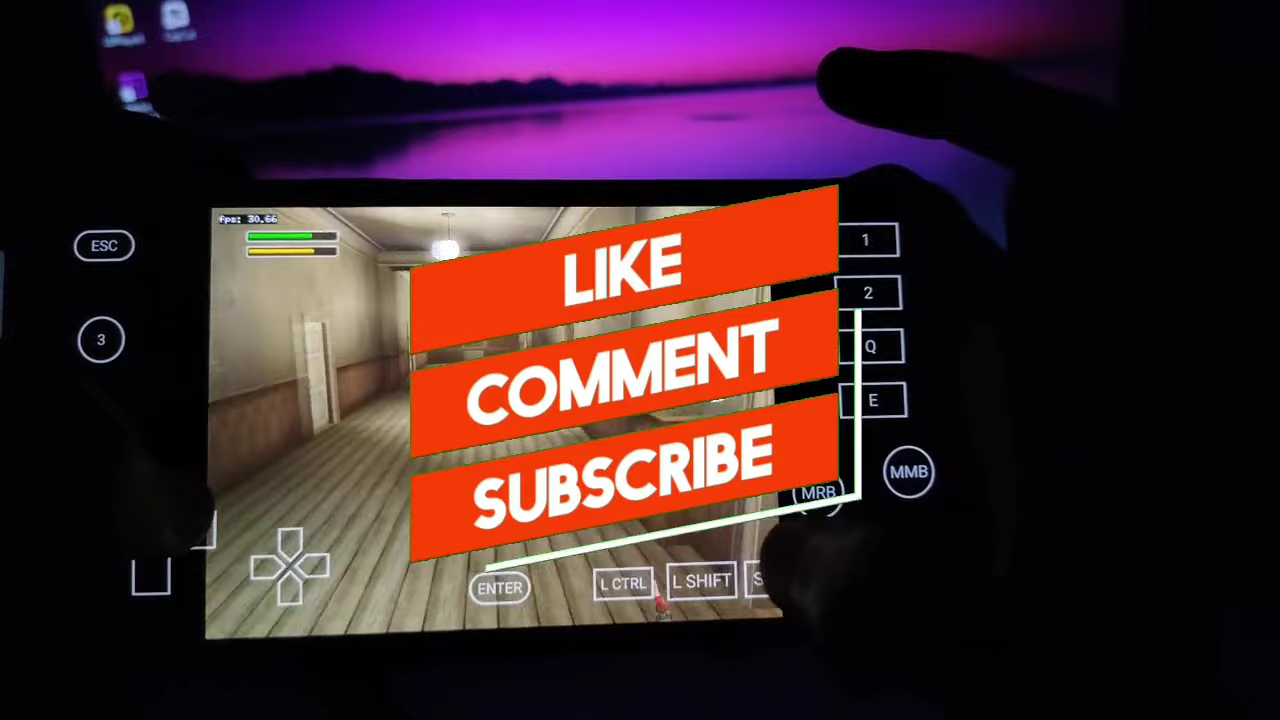 fps: 30.66
ESC
LIKE
1
2
3
COMMENT
Q
E
SUBSCRIBE
MMB
MRB
ENTER
L CTRL
L SHIFT